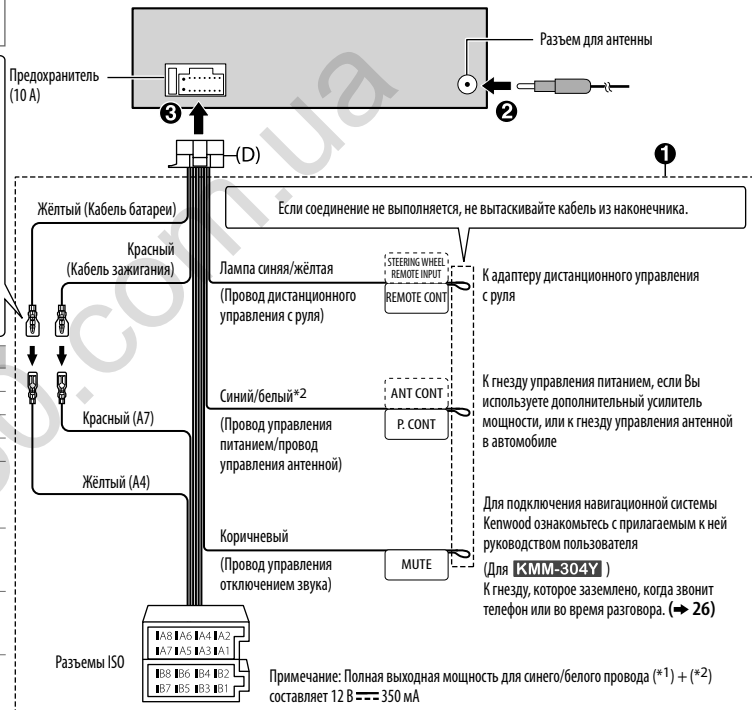 Разъем для антенны
Предохранитель
(10 A)
3
2
(D)
1
Жёлтый (Кабель батареи)
Если соединение не выполняется, не вытаскивайте кабель из наконечника.
Красный
(Кабель зажигания)
Лампа синяя/жёлтая
(Провод дистанционного
управления с руля)
STEERING WHEEL
REMOTE INPUT
REMOTE CONT
К адаптеру дистанционного управления
с руля
Синий/белый*2
(Провод управления
питанием/провод
управления антенной)
ANT CONT
P. CONT
К гнезду управления питанием, если Вы
используете дополнительный усилитель
мощности, или к гнезду управления антенной
в автомобиле
Красный (A7)
Жёлтый (A4)
Коричневый
(Провод управления
отключением звука)
MUTE
Для подключения навигационной системы
Kenwood ознакомьтесь с прилагаемым к ней
руководством пользователя
(Для KMM-304Y )
К гнезду, которое заземлено, когда звонит
телефон или во время разговора. (➔ 26)
Разъемы ISO
A8 A6 A4 A2
A7 A5 A3 A1
B8 B6 B4 B2
B7 B5 B3 B1
Примечание: Полная выходная мощность для синего/белого провода (*1) + (*2)
составляет 12 В ⎓ 350 мА